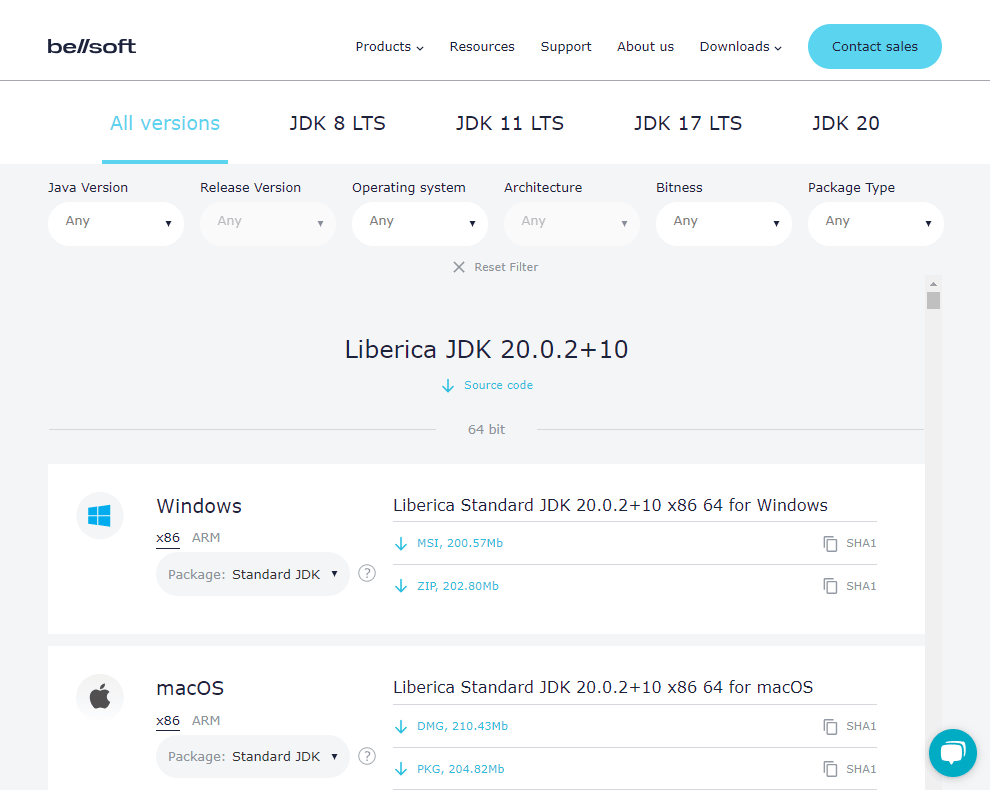 bellsoft
Products Resources Support About us Downloads Contact sales
All versions JDK 8 LTS JDK 11 LTS JDK 17 LTS JDK 20
Java Version Release Version Operating system Architecture Bitness Package Type
Any Any Any Any Any Any
Reset Filter
Liberica JDK 20.0.2+10
Source code
64 bit
Windows
x86 ARM
Package: Standard JDK ?
Liberica Standard JDK 20.0.2+10 x86 64 for Windows
MSI, 200.57Mb SHA1
ZIP, 202.80Mb SHA1
macOS
x86 ARM
Package: Standard JDK ?
Liberica Standard JDK 20.0.2+10 x86 64 for macOS
DMG, 210.43Mb SHA1
PKG, 204.82Mb SHA1